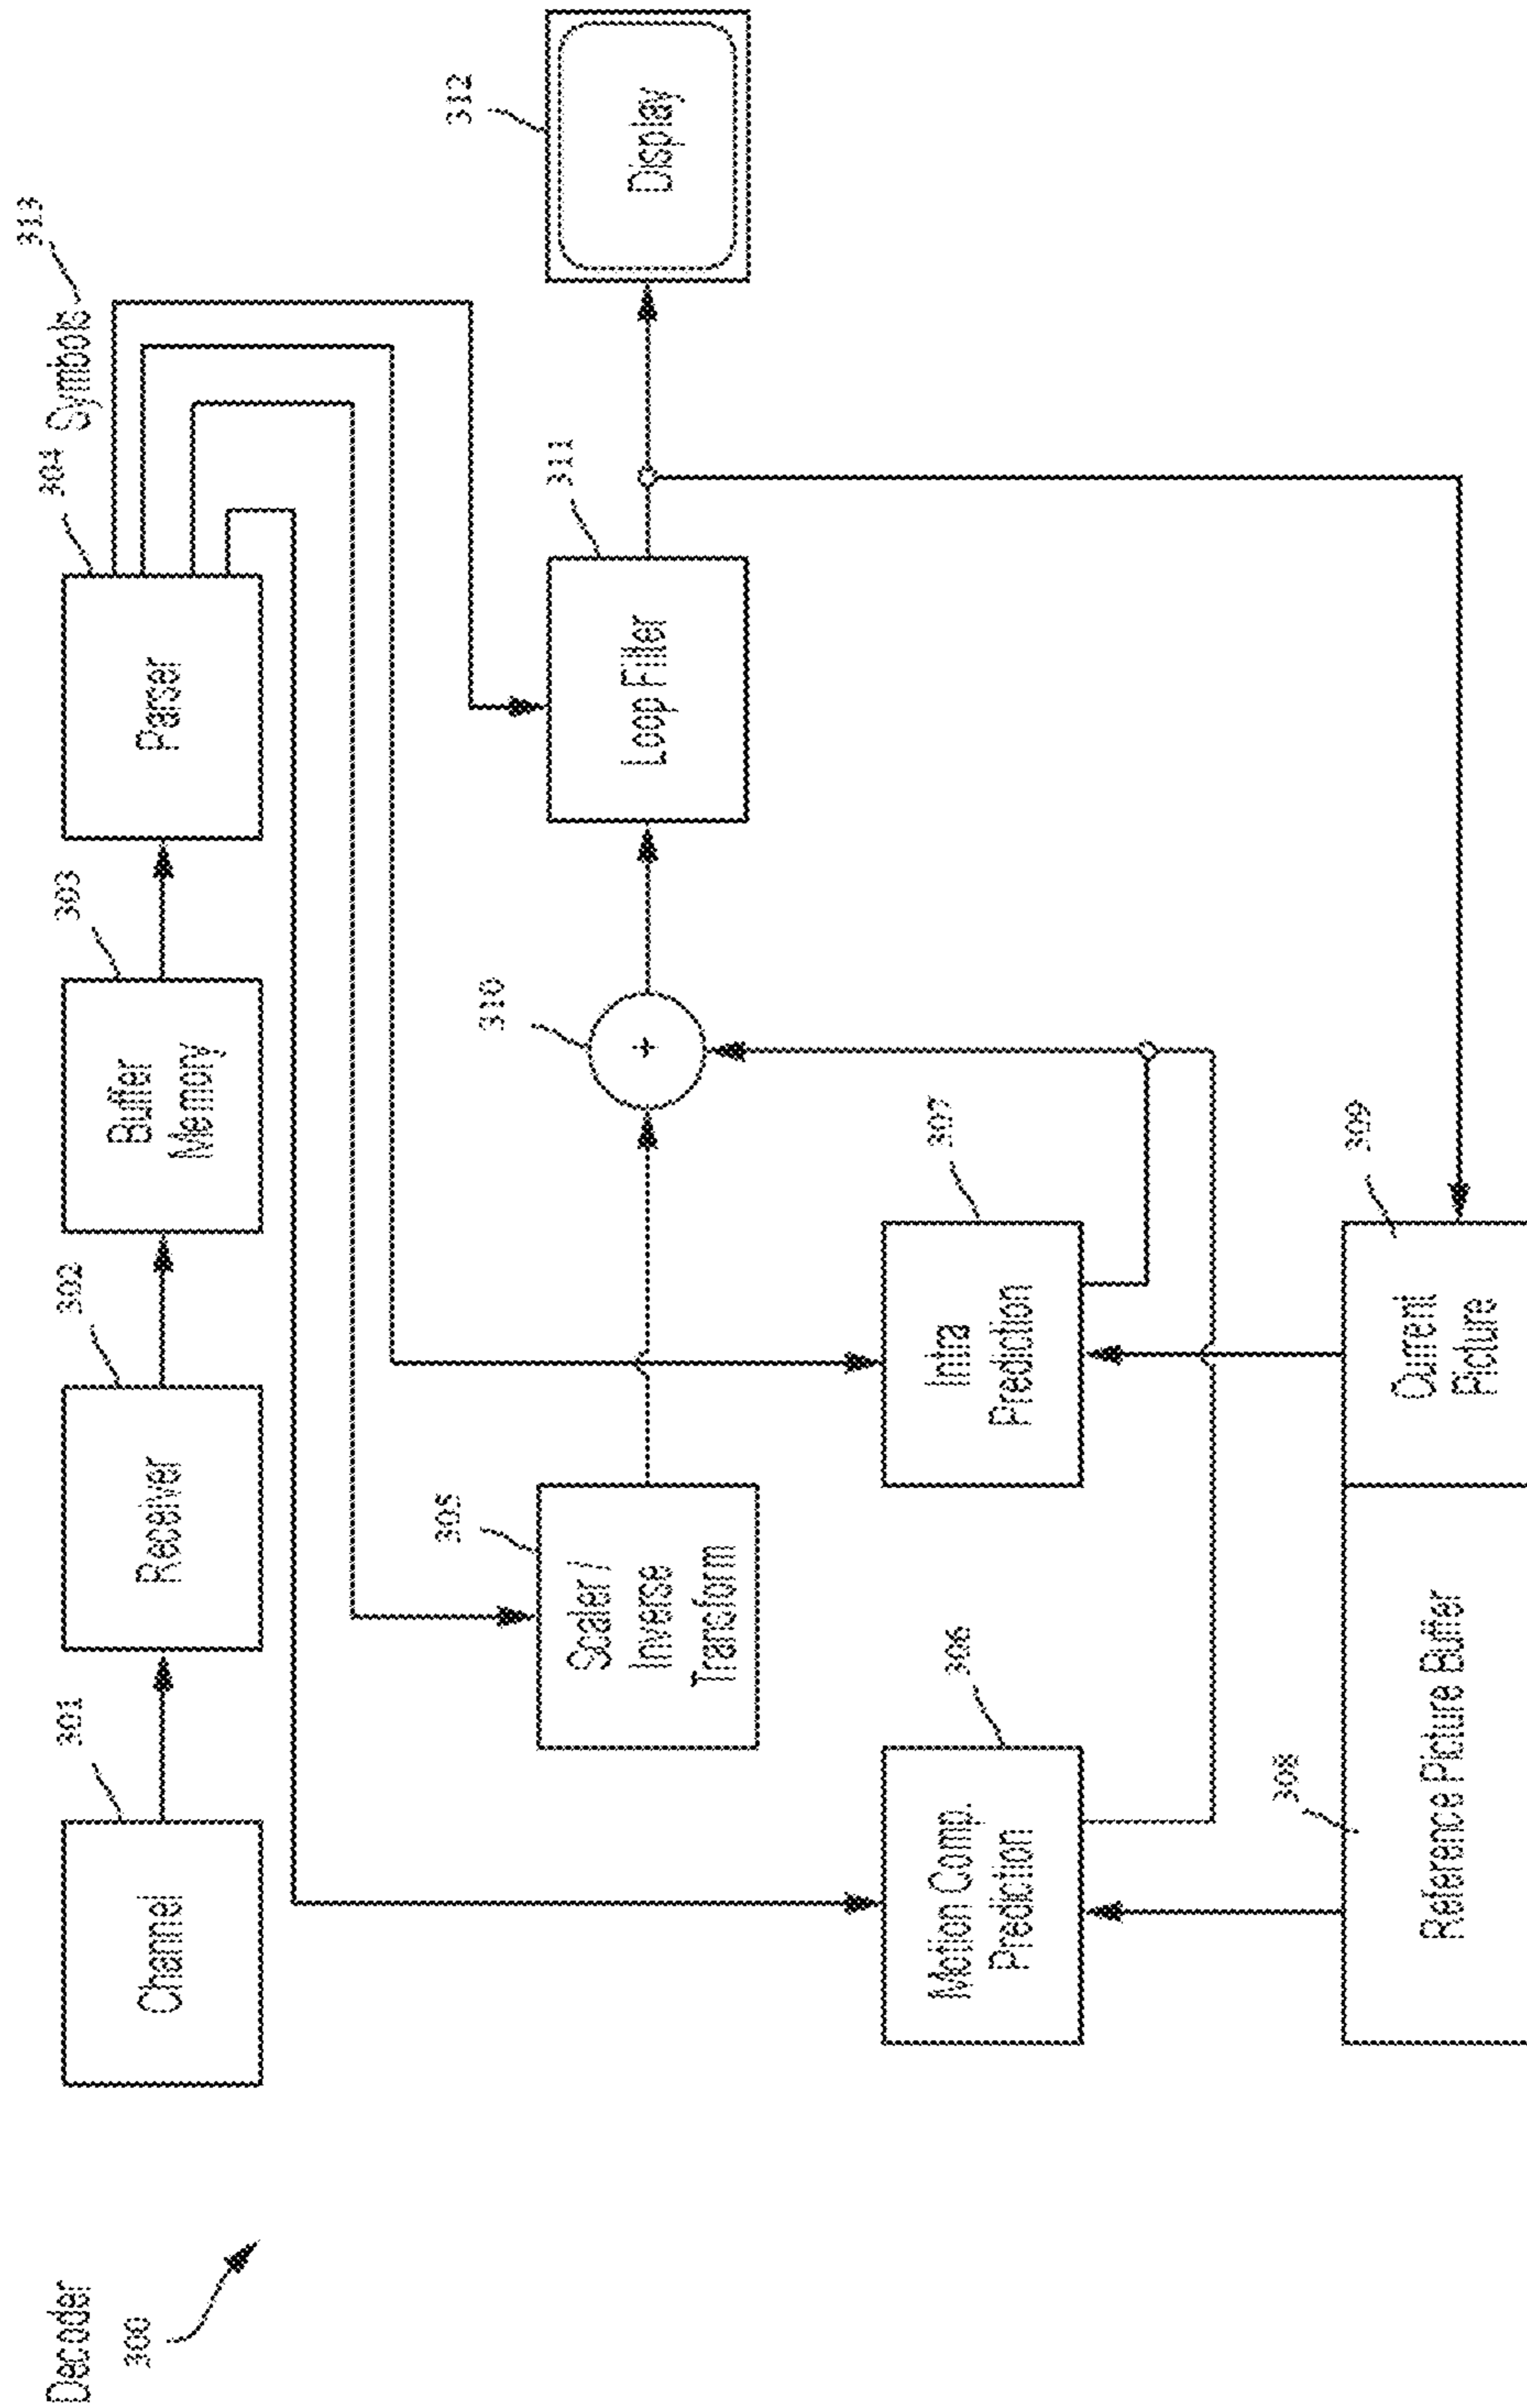 Decoder
300
301
Channel
302
Receiver
303
Buffer
Memory
304
Parser
Symbols
313
305
Scaler /
Inverse
Transform
310
+
311
Loop Filter
312
Display
306
Motion Comp.
Prediction
307
Intra
Prediction
308
Reference Picture Buffer
309
Current
Picture